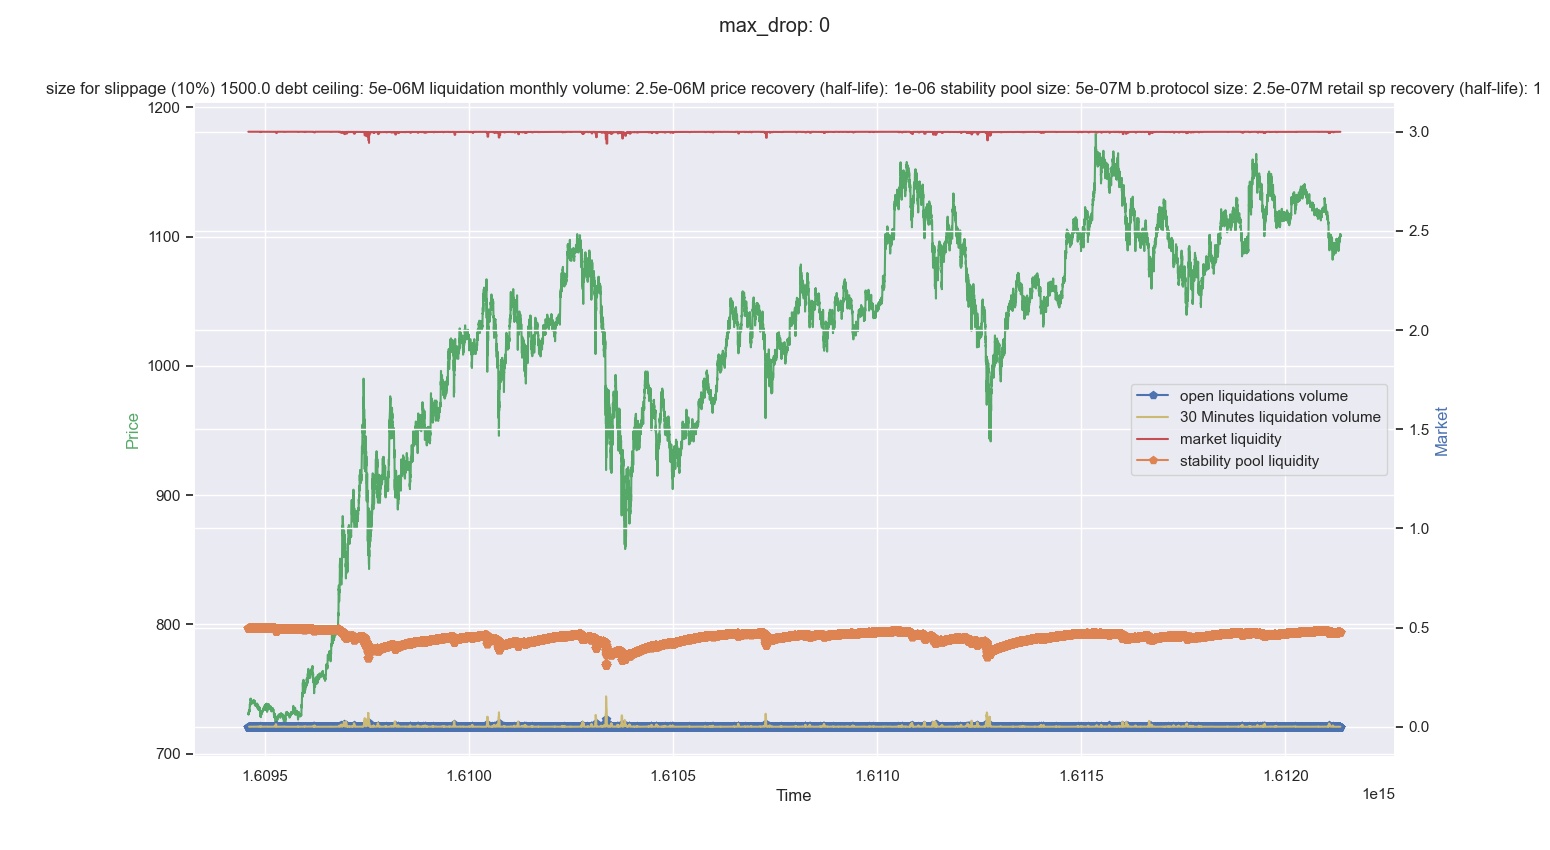 max_drop: 0
size for slippage (10%) 1500.0 debt ceiling: 5e-06M liquidation monthly volume: 2.5e-06M price recovery (half-life): 1e-06 stability pool size: 5e-07M b.protocol size: 2.5e-07M retail sp recovery (half-life): 1
1200
1100
1000
900
800
700
Price
3.0
2.5
2.0
1.5
1.0
0.5
0.0
Market
open liquidations volume
30 Minutes liquidation volume
market liquidity
stability pool liquidity
1.6095 1.6100 1.6105 1.6110 1.6115 1.6120
Time
1e15